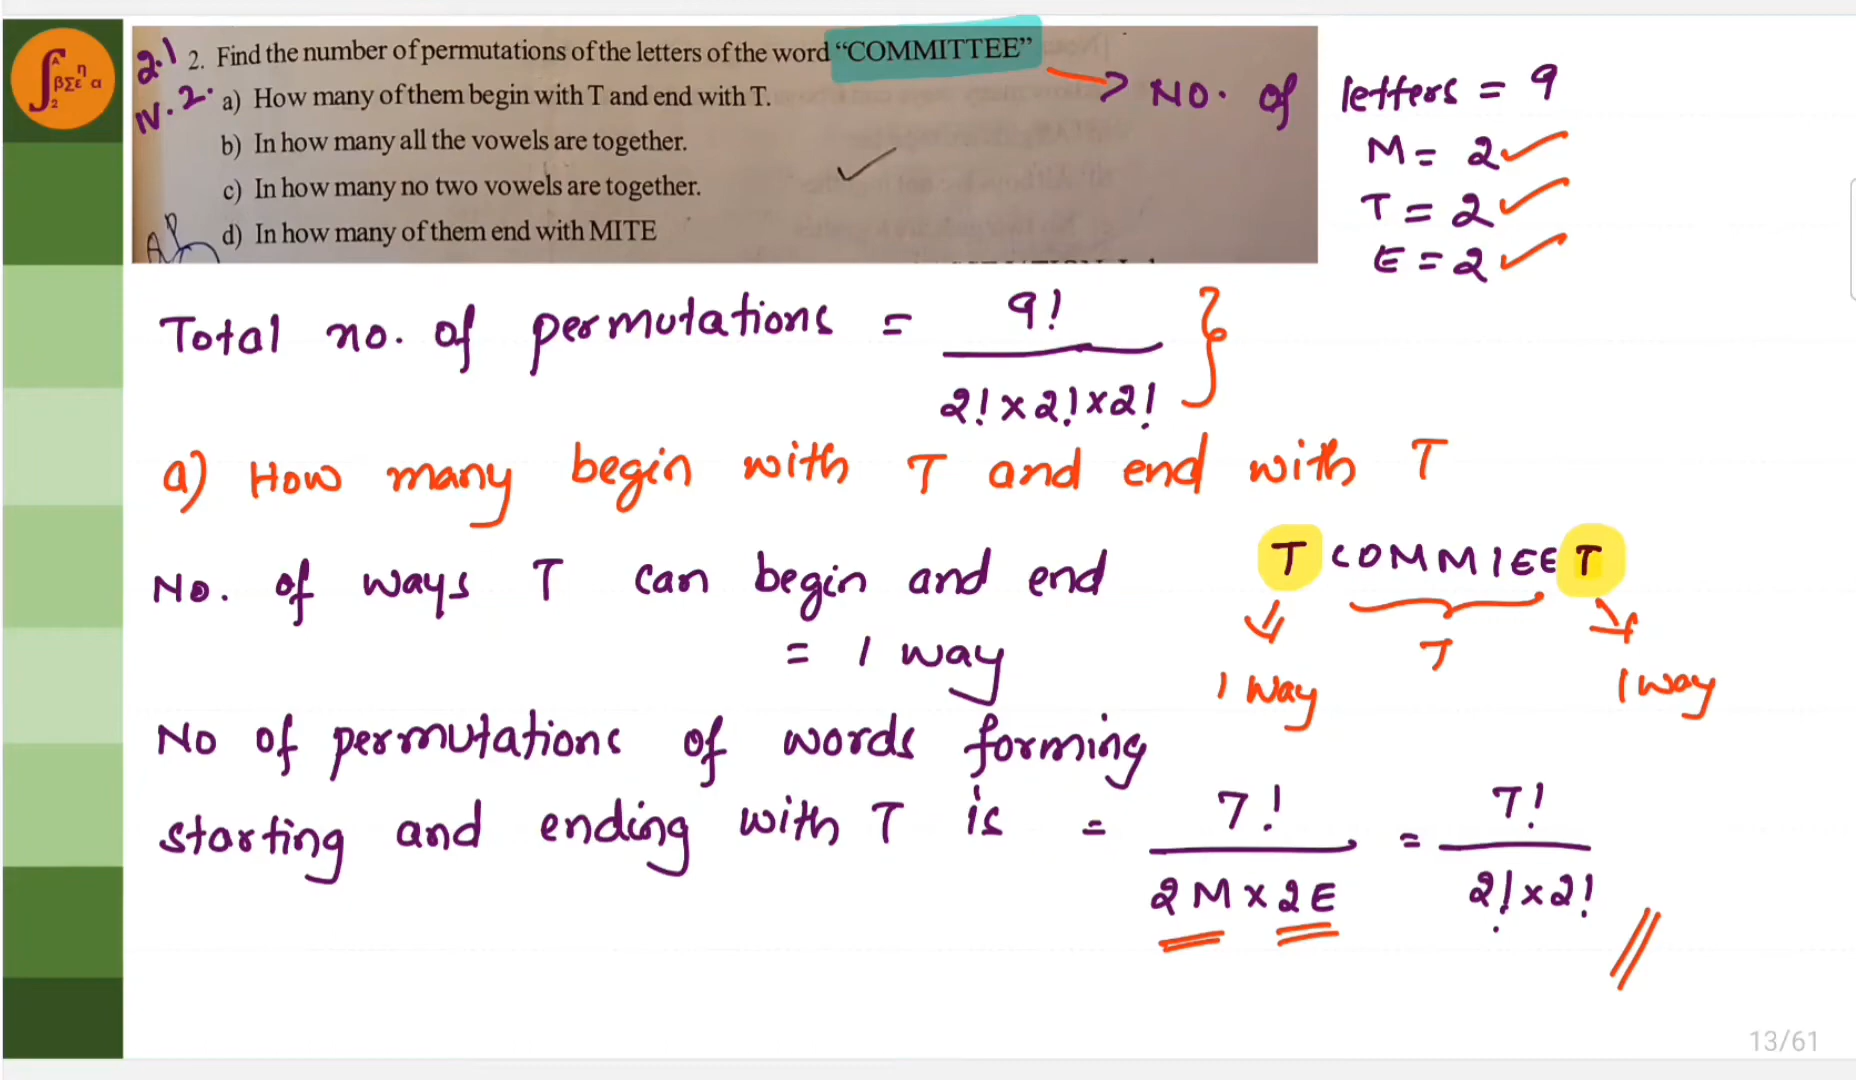 2.1
2. Find the number of permutations of the letters of the word “COMMITTEE”
IV. 2.
a) How many of them begin with T and end with T.
b) In how many all the vowels are together.
c) In how many no two vowels are together.
d) In how many of them end with MITE
No. of letters = 9
M = 2
T = 2
E = 2
Total no. of permutations = 9! / 2! x 2! x 2!
a) How many begin with T and end with T
T COMMIEE T
No. of ways T can begin and end
= 1 way
7
1 way
1 way
No of permutations of words forming
starting and ending with T is = 7! / 2M x 2E = 7! / 2! x 2!
13/61